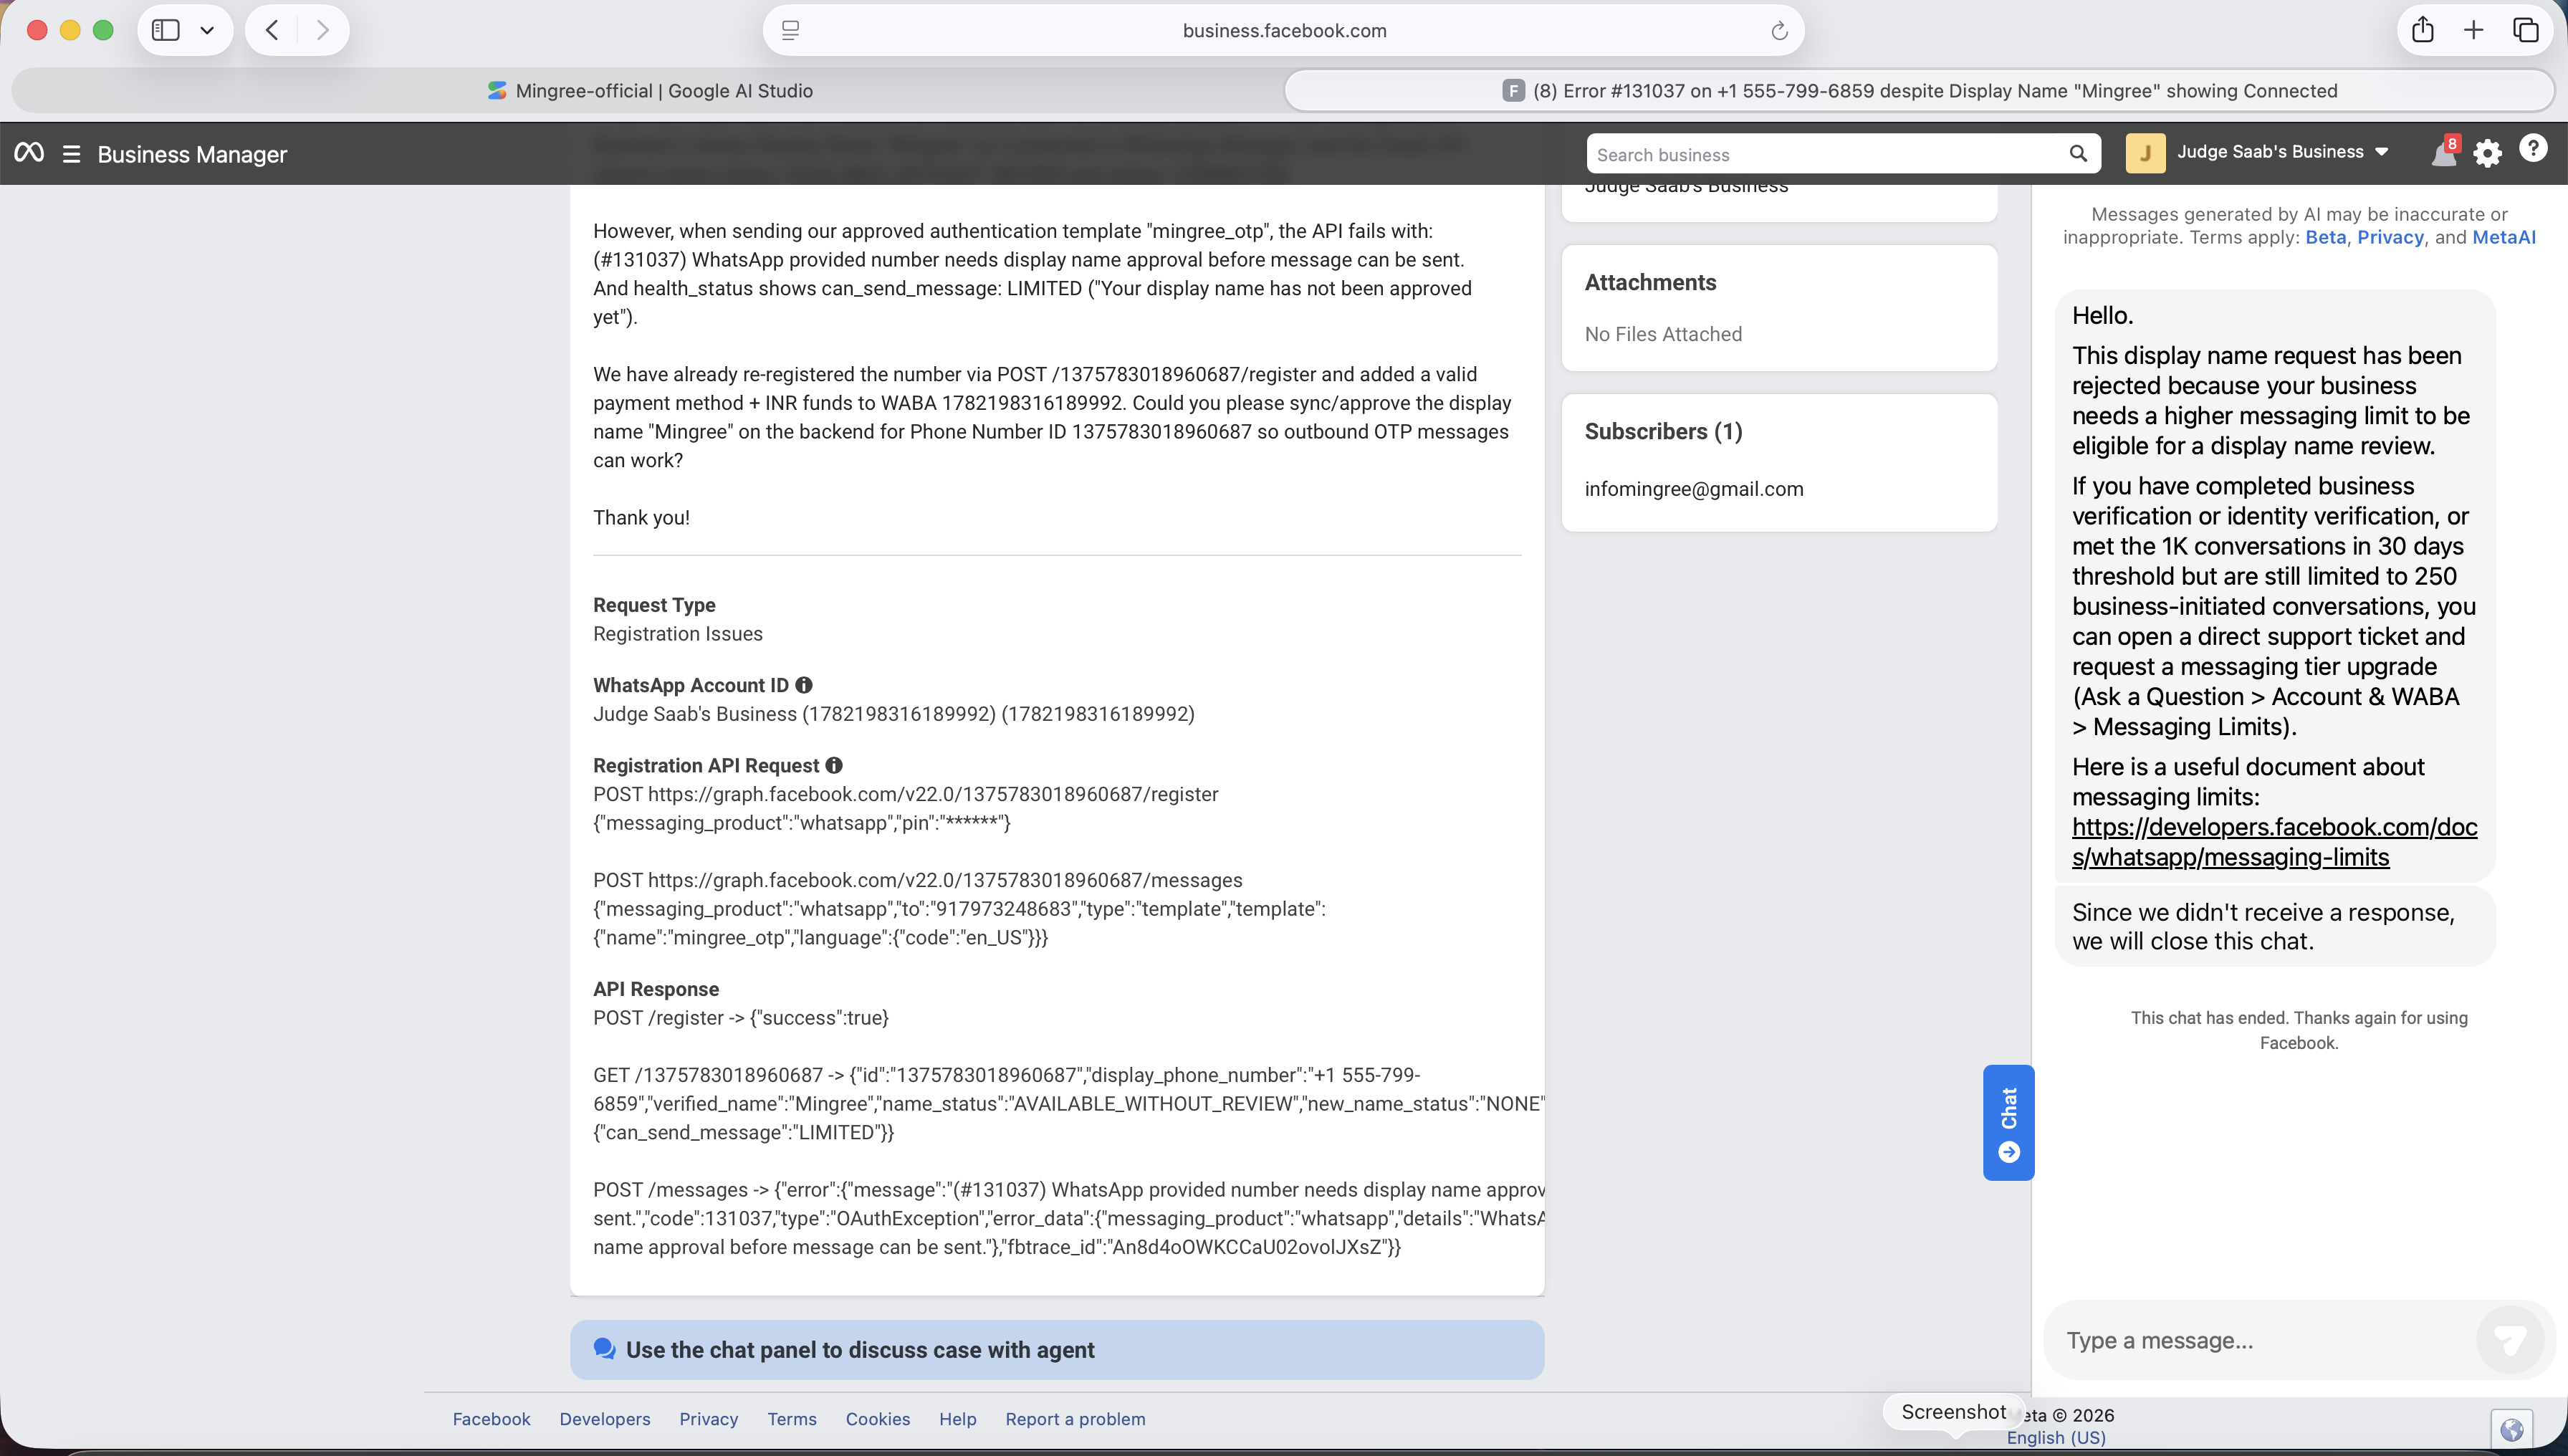 business.facebook.com
Mingree-official | Google AI Studio
F
(8) Error #131037 on +1 555-799-6859 despite Display Name "Mingree" showing Connected
Business Manager
Search business
J
Judge Saab's Business
8
However, when sending our approved authentication template "mingree_otp", the API fails with:
(#131037) WhatsApp provided number needs display name approval before message can be sent.
And health_status shows can_send_message: LIMITED ("Your display name has not been approved
yet").
We have already re-registered the number via POST /1375783018960687/register and added a valid
payment method + INR funds to WABA 1782198316189992. Could you please sync/approve the display
name "Mingree" on the backend for Phone Number ID 1375783018960687 so outbound OTP messages
can work?
Thank you!
Request Type
Registration Issues
WhatsApp Account ID
Judge Saab's Business (1782198316189992) (1782198316189992)
Registration API Request
POST https://graph.facebook.com/v22.0/1375783018960687/register
{"messaging_product":"whatsapp","pin":"******"}
POST https://graph.facebook.com/v22.0/1375783018960687/messages
{"messaging_product":"whatsapp","to":"917973248683","type":"template","template":
{"name":"mingree_otp","language":{"code":"en_US"}}}
API Response
POST /register -> {"success":true}
GET /1375783018960687 -> {"id":"1375783018960687","display_phone_number":"+1 555-799-
6859","verified_name":"Mingree","name_status":"AVAILABLE_WITHOUT_REVIEW","new_name_status":"NONE"
{"can_send_message":"LIMITED"}}
POST /messages -> {"error":{"message":"(#131037) WhatsApp provided number needs display name approv
sent.","code":131037,"type":"OAuthException","error_data":{"messaging_product":"whatsapp","details":"WhatsA
name approval before message can be sent."},"fbtrace_id":"An8d4oOWKCCaU02ovolJXsZ"}}
Use the chat panel to discuss case with agent
Judge Saab's Business
Attachments
No Files Attached
Subscribers (1)
infomingree@gmail.com
Messages generated by AI may be inaccurate or
inappropriate. Terms apply: Beta, Privacy, and MetaAI
Hello.
This display name request has been
rejected because your business
needs a higher messaging limit to be
eligible for a display name review.
If you have completed business
verification or identity verification, or
met the 1K conversations in 30 days
threshold but are still limited to 250
business-initiated conversations, you
can open a direct support ticket and
request a messaging tier upgrade
(Ask a Question > Account & WABA
> Messaging Limits).
Here is a useful document about
messaging limits:
https://developers.facebook.com/doc
s/whatsapp/messaging-limits
Since we didn't receive a response,
we will close this chat.
This chat has ended. Thanks again for using
Facebook.
Chat
Type a message...
Facebook Developers Privacy Terms Cookies Help Report a problem
Screenshot
eta © 2026
English (US)